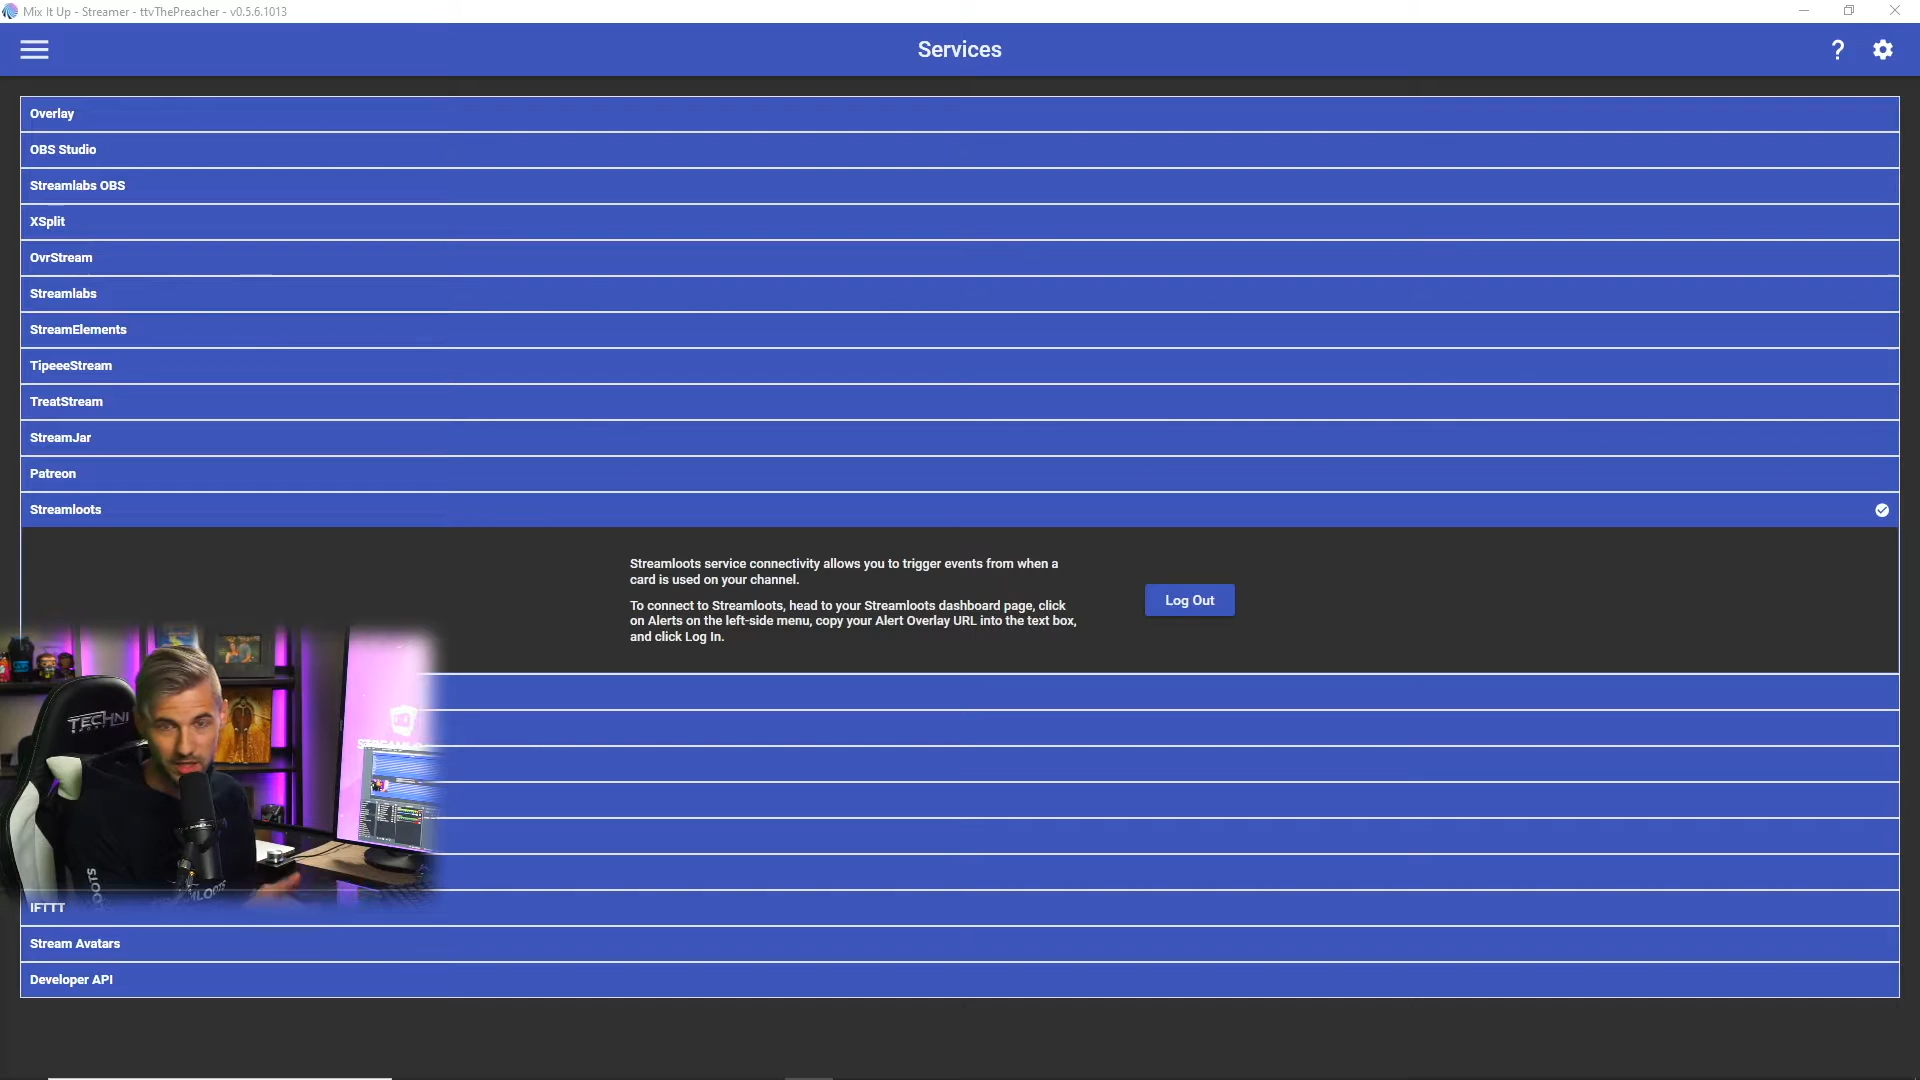 Mix It Up - Streamer - ttvThePreacher - v0.5.6.1013
Services
?
Overlay
OBS Studio
Streamlabs OBS
XSplit
OvrStream
Streamlabs
StreamElements
TipeeeStream
TreatStream
StreamJar
Patreon
Streamloots
Streamloots service connectivity allows you to trigger events from when a
card is used on your channel.
To connect to Streamloots, head to your Streamloots dashboard page, click
on Alerts on the left-side menu, copy your Alert Overlay URL into the text box,
and click Log In.
Log Out
TECHNI
IFTTT
Stream Avatars
Developer API